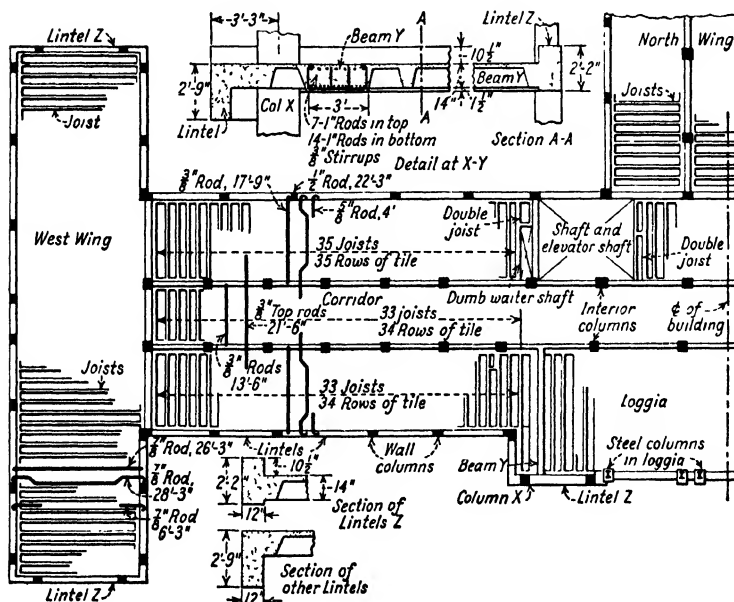 Lintel Z
Joist
West Wing
Joists
7/8" Rod, 26'-3"
7/8" Rod,
28'-3"
7/8" Rod
6'-3"
Lintel Z
3'-3"
2'-9"
Lintel
Col X
Beam Y
3'-
7-1" Rods in top
14-1" Rods in bottom
3/8" Stirrups
Detail at X-Y
A
A
14"
10 1/2"
1 1/2"
Beam Y
Section A-A
Lintel Z
2'-2"
North Wing
Joists
3/8" Rod, 17'-9"
1/2" Rod, 22'-3"
5/8" Rod, 4'
35 Joists
35 Rows of tile
Double
joist
Shaft and
elevator shaft
Double
joist
Corridor
Dumb waiter shaft
3/8" Top rods
21'-6"
33 joists
34 Rows of tile
Interior
columns
℄ of
building
3/8" Rods
13'-6"
33 Joists
34 Rows of tile
Loggia
Lintels
Wall
columns
Beam Y
Column X
Lintel Z
Steel columns
in loggia
10 1/2"
2'-2"
14"
12"
Section of
Lintels Z
2'-9"
12"
Section of
other Lintels